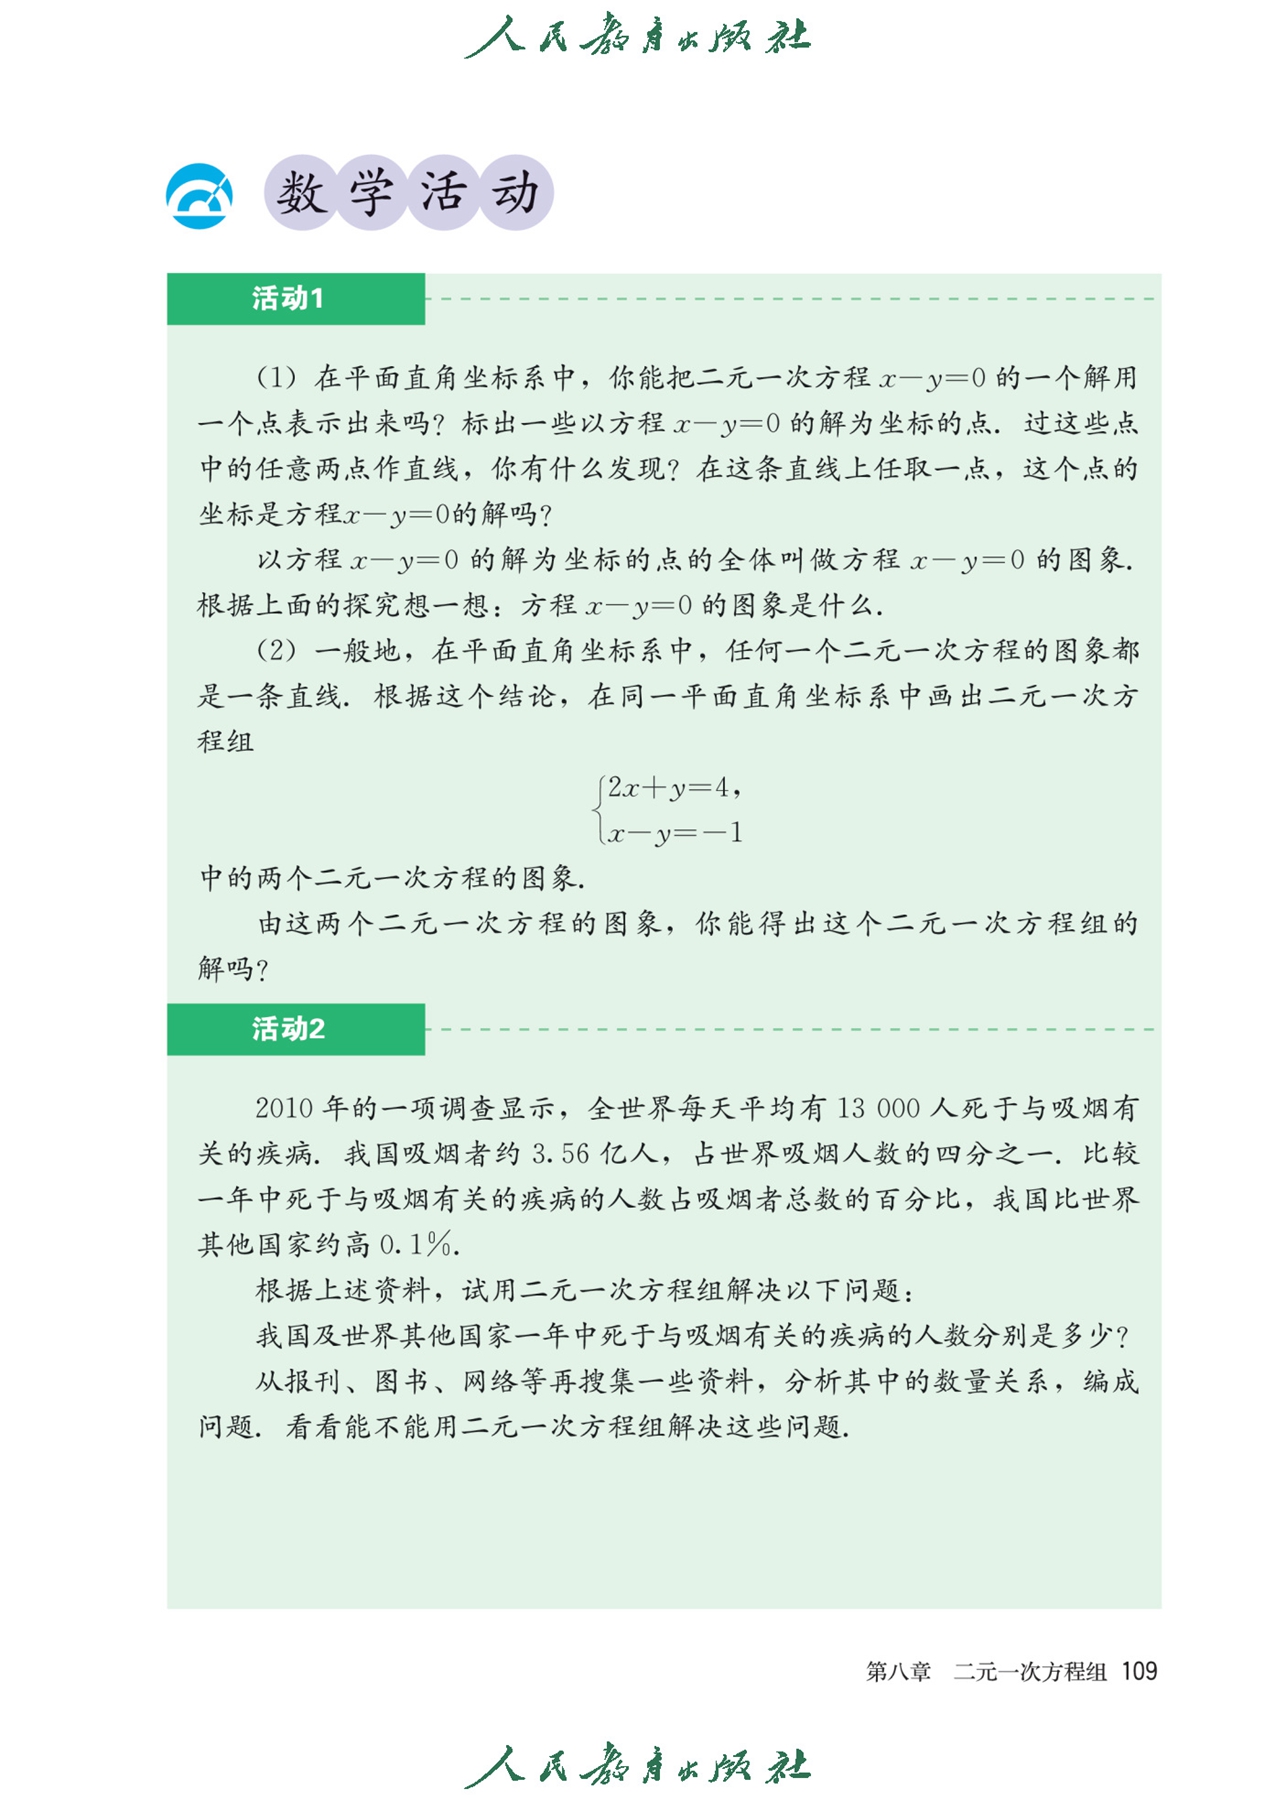 人民教育出版社
数学活动
活动1
(1) 在平面直角坐标系中，你能把二元一次方程 x－y＝0 的一个解用
一个点表示出来吗？标出一些以方程 x－y＝0 的解为坐标的点．过这些点
中的任意两点作直线，你有什么发现？在这条直线上任取一点，这个点的
坐标是方程x－y＝0的解吗？
以方程 x－y＝0 的解为坐标的点的全体叫做方程 x－y＝0 的图象．
根据上面的探究想一想：方程 x－y＝0 的图象是什么．
(2) 一般地，在平面直角坐标系中，任何一个二元一次方程的图象都
是一条直线．根据这个结论，在同一平面直角坐标系中画出二元一次方
程组
2x＋y＝4，
x－y＝－1
中的两个二元一次方程的图象．
由这两个二元一次方程的图象，你能得出这个二元一次方程组的
解吗？
活动2
2010 年的一项调查显示，全世界每天平均有 13 000 人死于与吸烟有
关的疾病．我国吸烟者约 3.56 亿人，占世界吸烟人数的四分之一．比较
一年中死于与吸烟有关的疾病的人数占吸烟者总数的百分比，我国比世界
其他国家约高 0.1%．
根据上述资料，试用二元一次方程组解决以下问题：
我国及世界其他国家一年中死于与吸烟有关的疾病的人数分别是多少？
从报刊、图书、网络等再搜集一些资料，分析其中的数量关系，编成
问题．看看能不能用二元一次方程组解决这些问题．
第八章 二元一次方程组 109
人民教育出版社